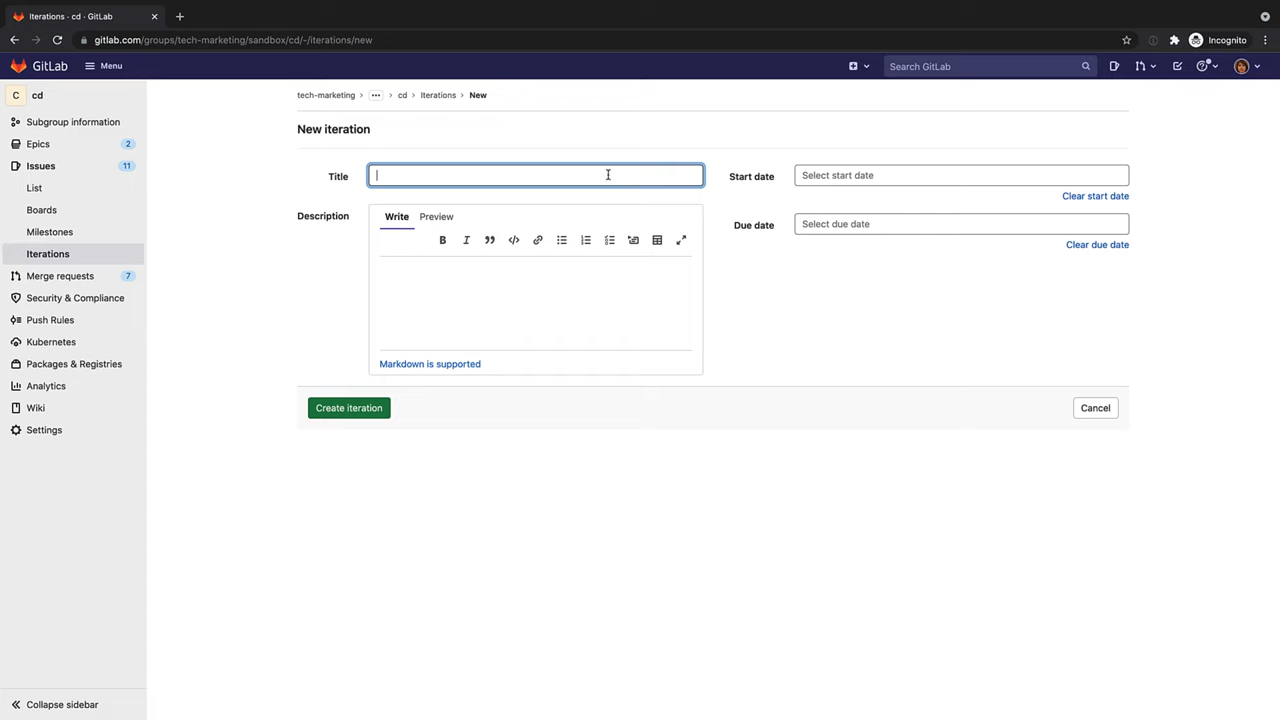 Iterations · cd · GitLab
gitlab.com/groups/tech-marketing/sandbox/cd/-/iterations/new
Incognito
GitLab
Menu
Search GitLab
C cd
tech-marketing > ••• > cd > Iterations > New
Subgroup information
Epics 2
Issues 11
List
Boards
Milestones
Iterations
Merge requests 7
Security & Compliance
Push Rules
Kubernetes
Packages & Registries
Analytics
Wiki
Settings
Collapse sidebar
New iteration
Title
Start date
Select start date
Clear start date
Description
Write Preview
Due date
Select due date
Clear due date
B I
Markdown is supported
Create iteration
Cancel